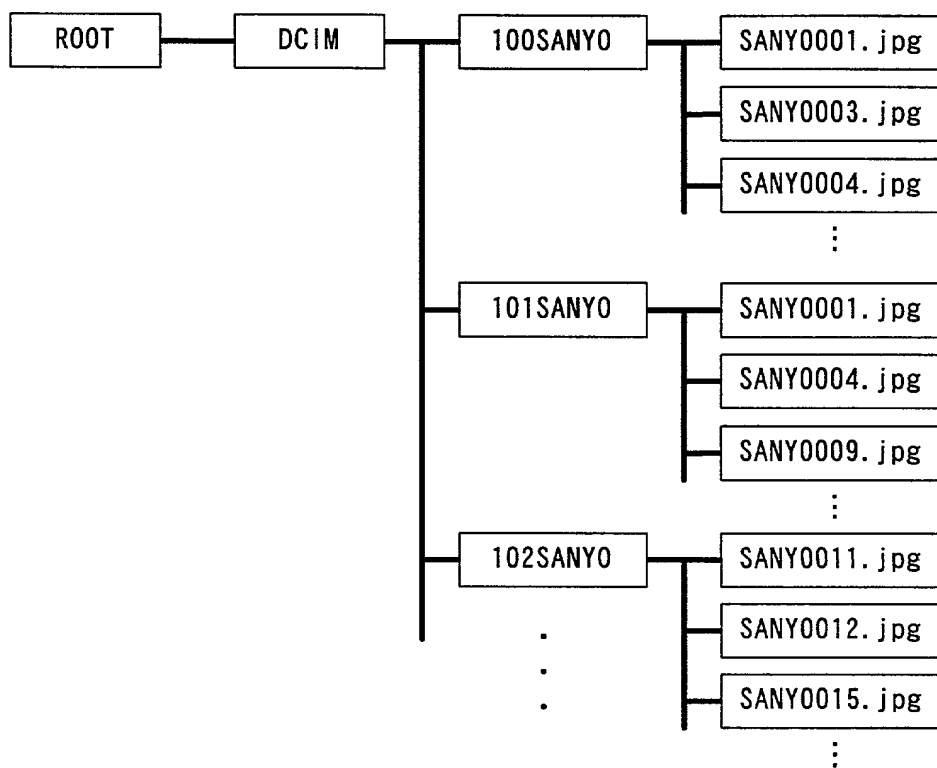 ROOT DCIM 100SANYO SANY0001.jpg
SANY0003.jpg
SANY0004.jpg
101SANYO SANY0001.jpg
SANY0004.jpg
SANY0009.jpg
102SANYO SANY0011.jpg
SANY0012.jpg
SANY0015.jpg